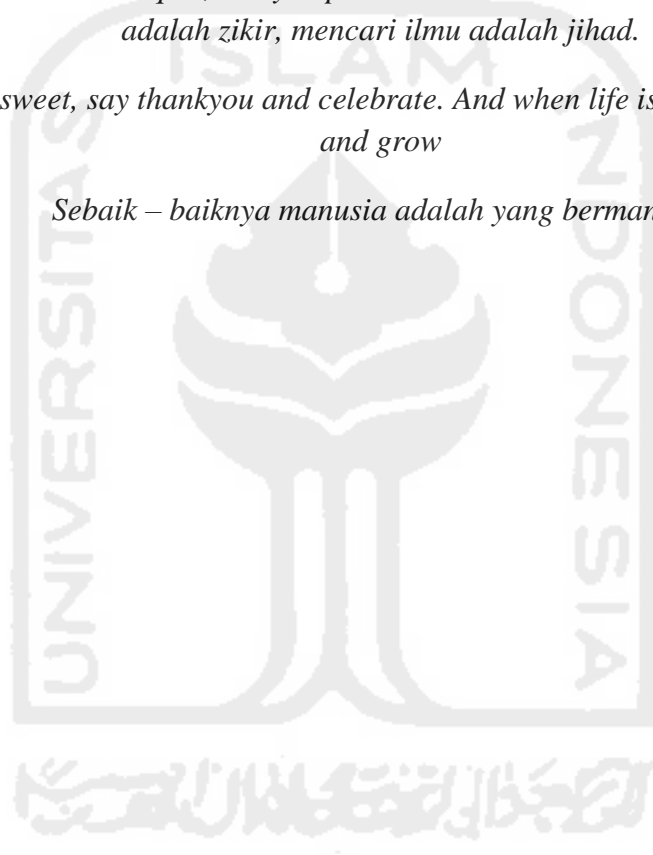 adalah zikir, mencari ilmu adalah jihad.
sweet, say thankyou and celebrate. And when life is
and grow
Sebaik – baiknya manusia adalah yang
ISLAM
UNIVERSITAS
INDONESIA